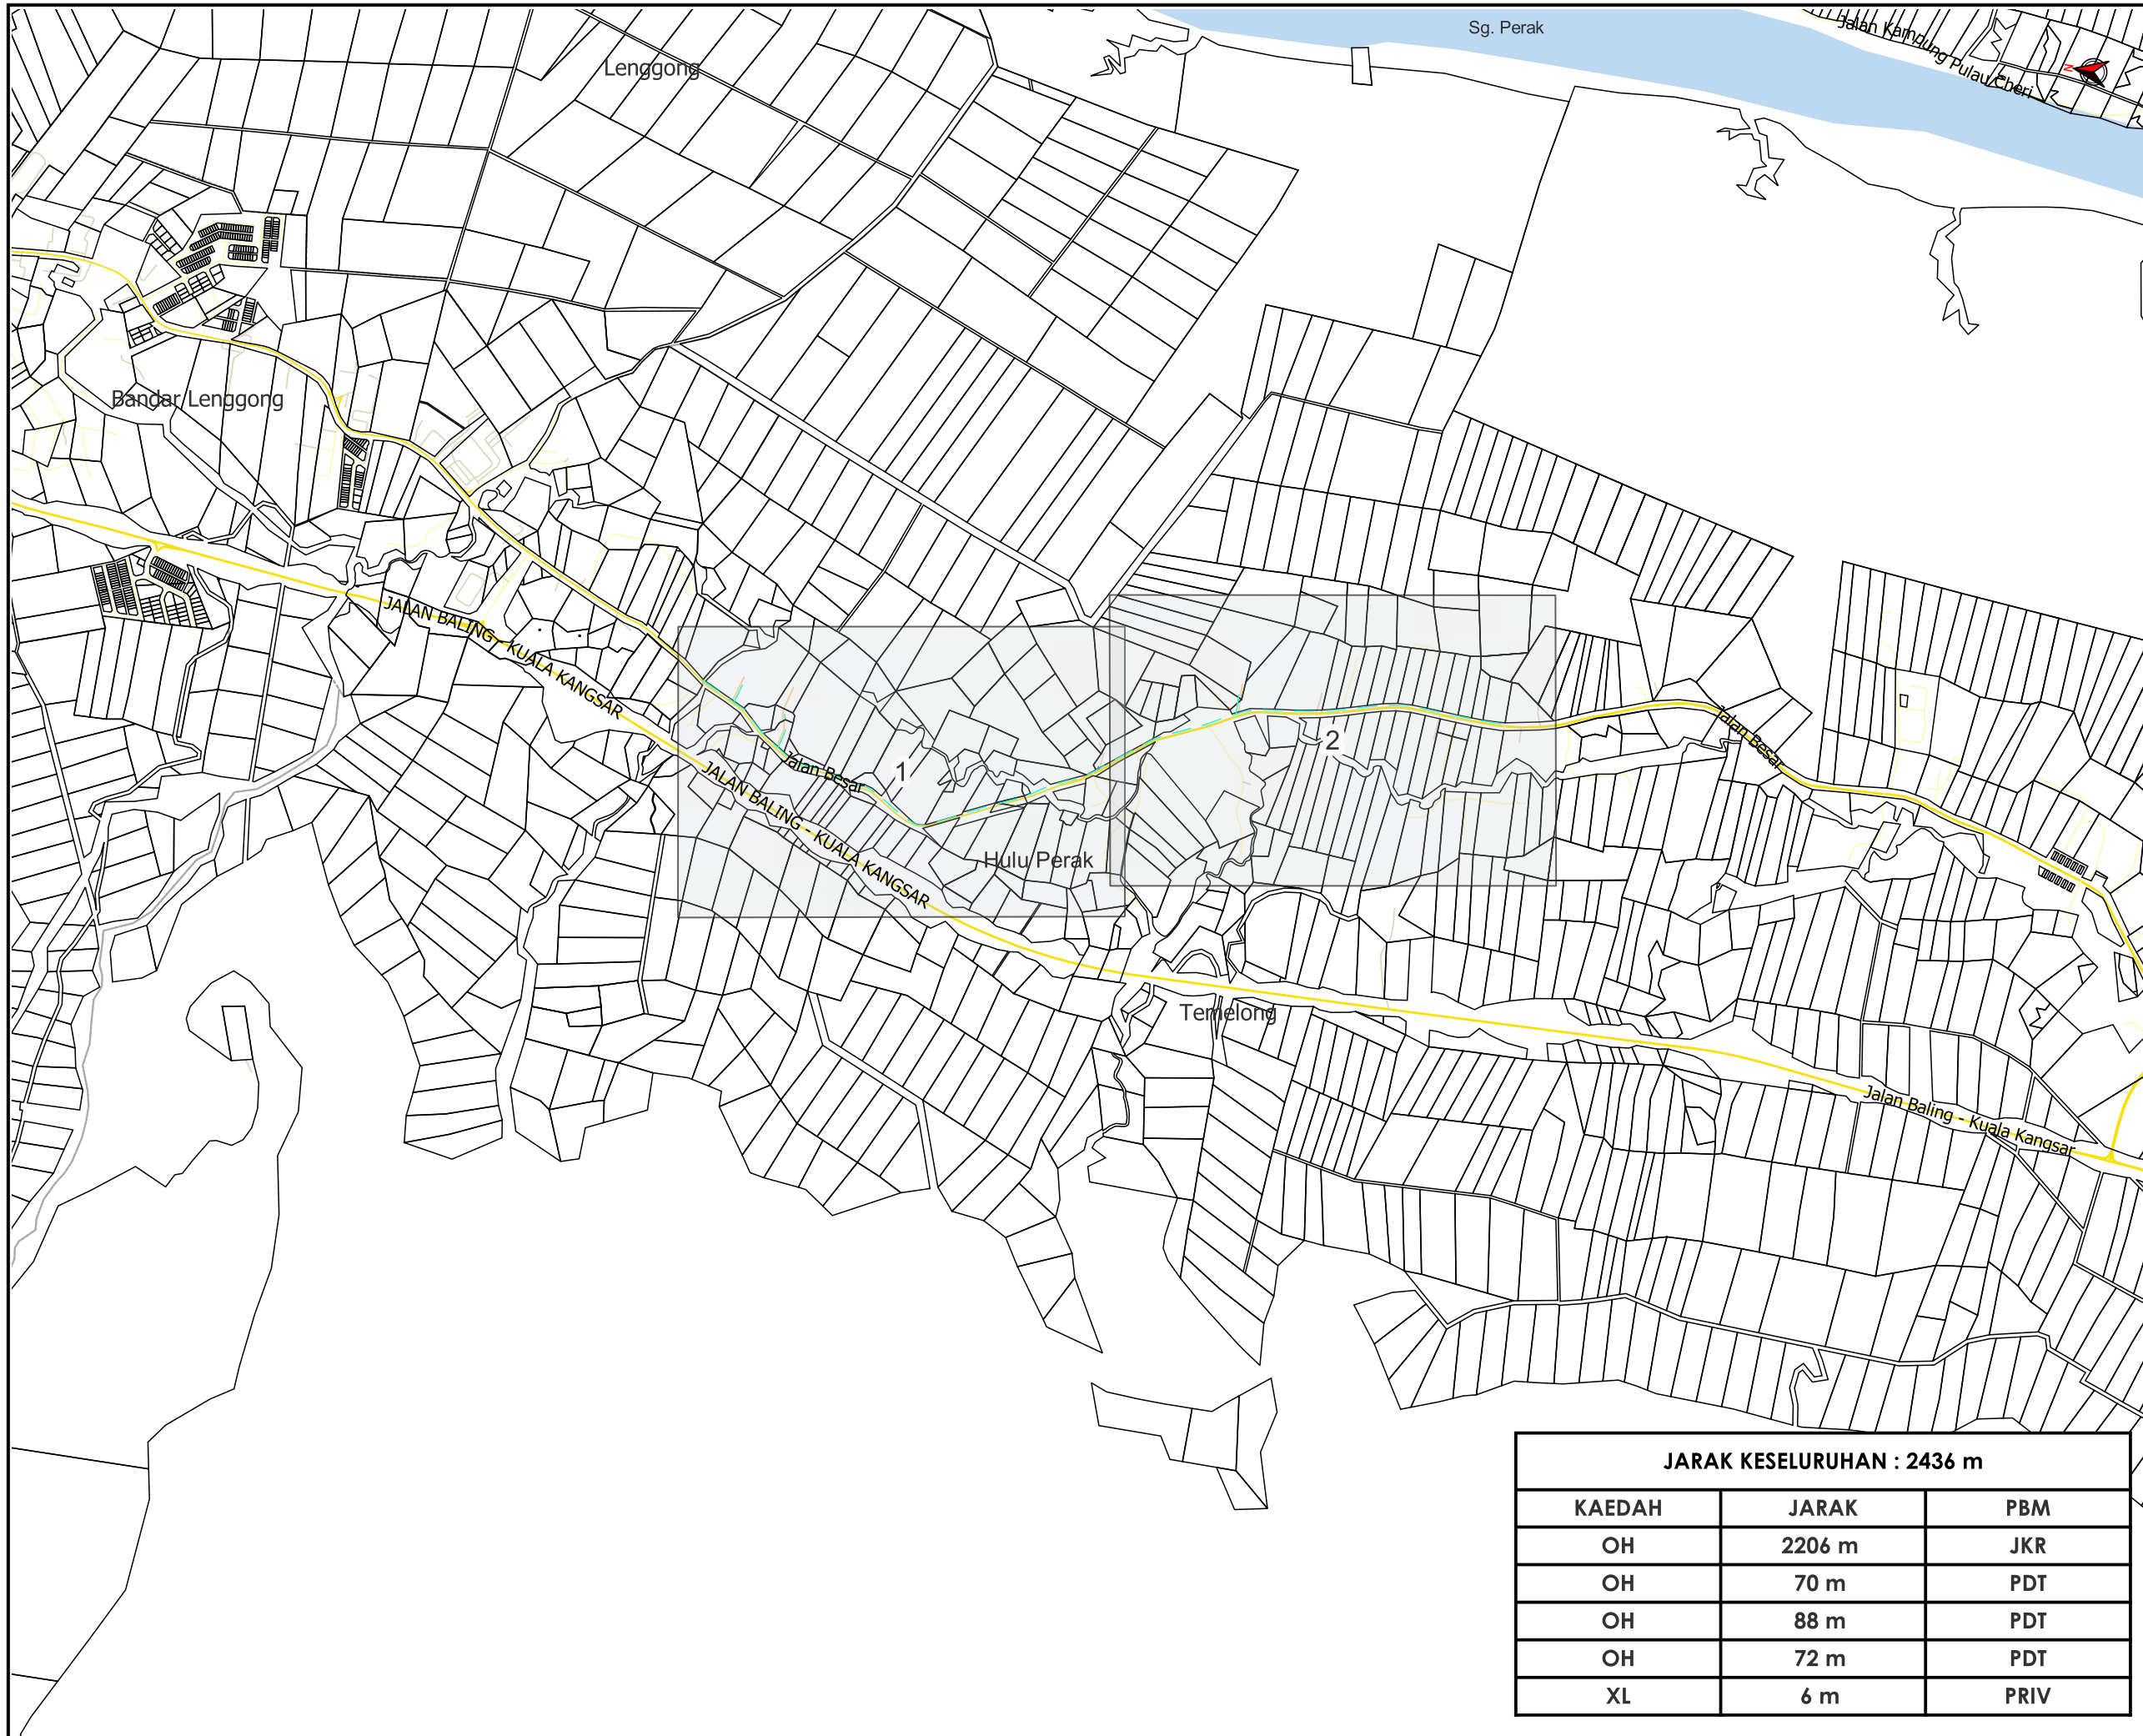 Sg. Perak
Jalan Kampung Pulau Cheri
N
Lenggong
Bandar Lenggong
JALAN BALING - KUALA KANGSAR
Jalan Besar
1
2
Jalan Besar
JALAN BALING - KUALA KANGSAR
Hulu Perak
Temelong
Jalan Baling - Kuala Kangsar
JARAK KESELURUHAN : 2436 m
KAEDAH JARAK PBM
OH 2206 m JKR
OH 70 m PDT
OH 88 m PDT
OH 72 m PDT
XL 6 m PRIV